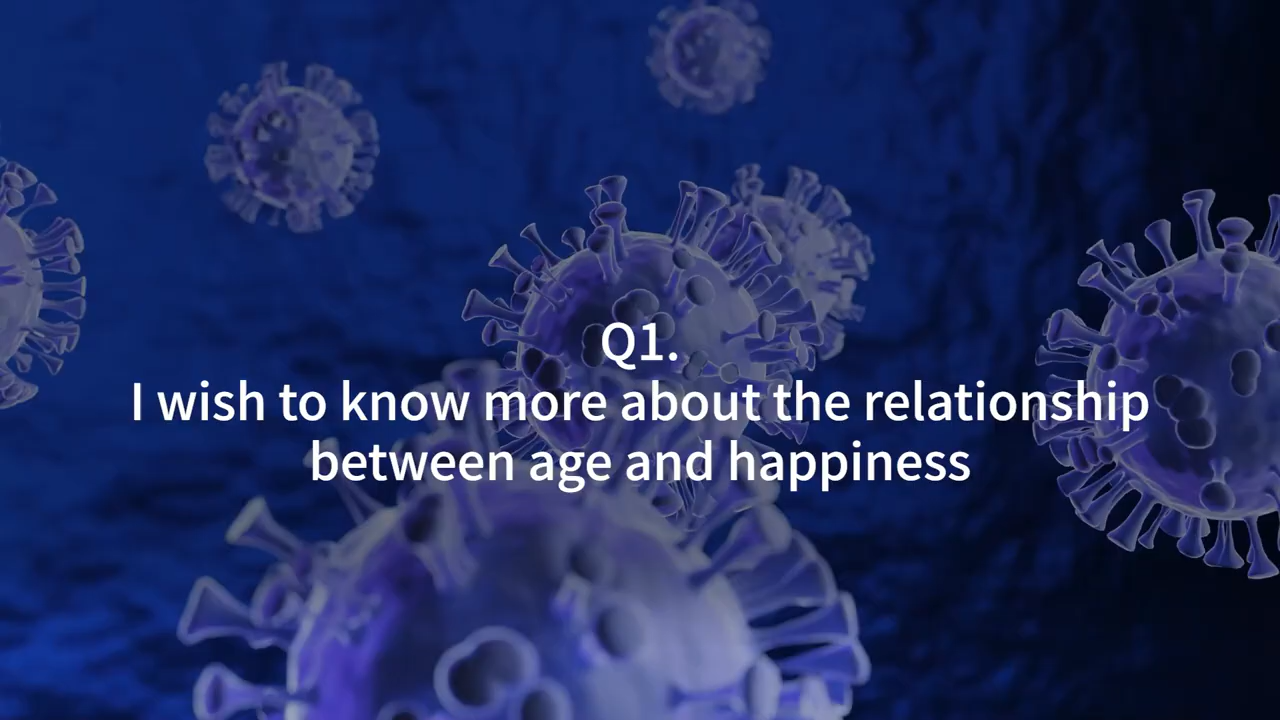 Q1.
I wish to know more about the relationship
between age and happiness